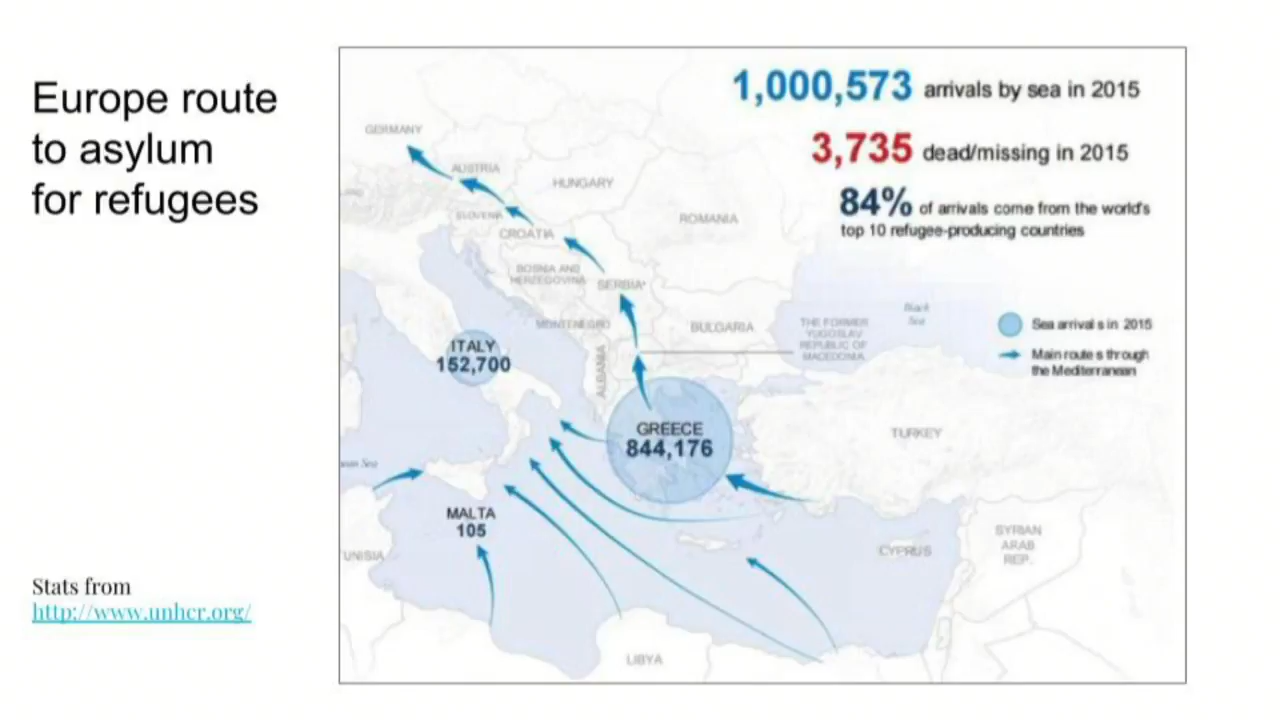 Europe route
to asylum
for refugees
Stats from
http://www.unhcr.org/
1,000,573 arrivals by sea in 2015
3,735 dead/missing in 2015
84% of arrivals come from the world's
top 10 refugee-producing countries
Sea arrivals in 2015
Main routes through
the Mediterranean
GERMANY
AUSTRIA
HUNGARY
SLOVENIA
CROATIA
ROMANIA
BOSNIA AND
HERZEGOVINA
SERBIA*
MONTENEGRO
BULGARIA
THE FORMER
YUGOSLAV
REPUBLIC OF
MACEDONIA
Black
Sea
ITALY
152,700
ALBANIA
GREECE
844,176
TURKEY
Sea
MALTA
105
UNISIA
CYPRUS
SYRIAN
ARAB
REP.
LIBYA